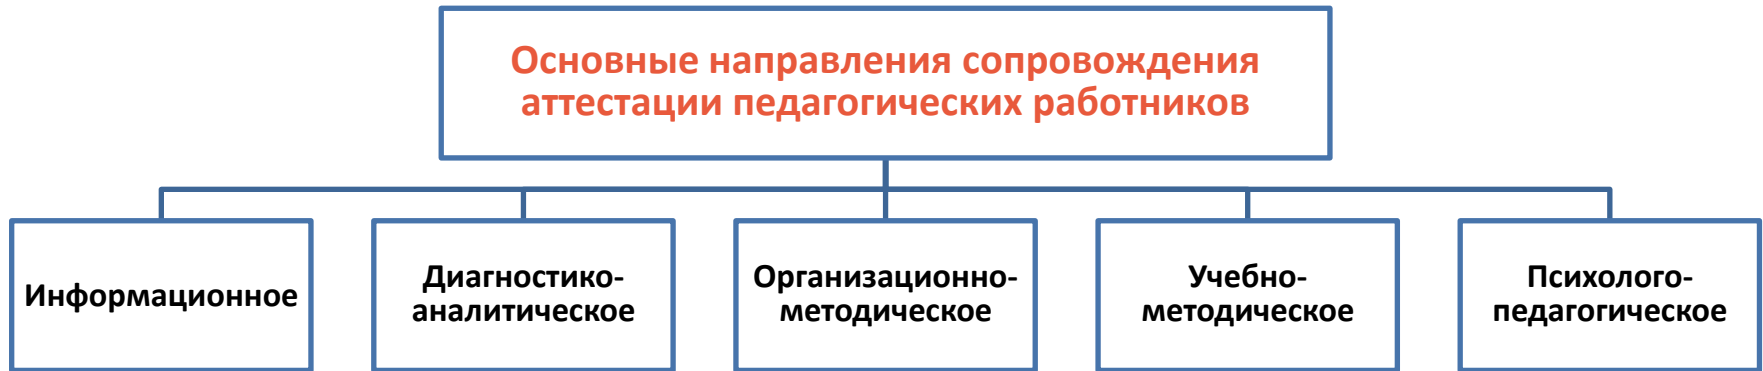 Основные направления сопровождения
аттестации педагогических работников
Информационное
Диагностико-
аналитическое
Организационно-
методическое
Учебно-
методическое
Психолого-
педагогическое